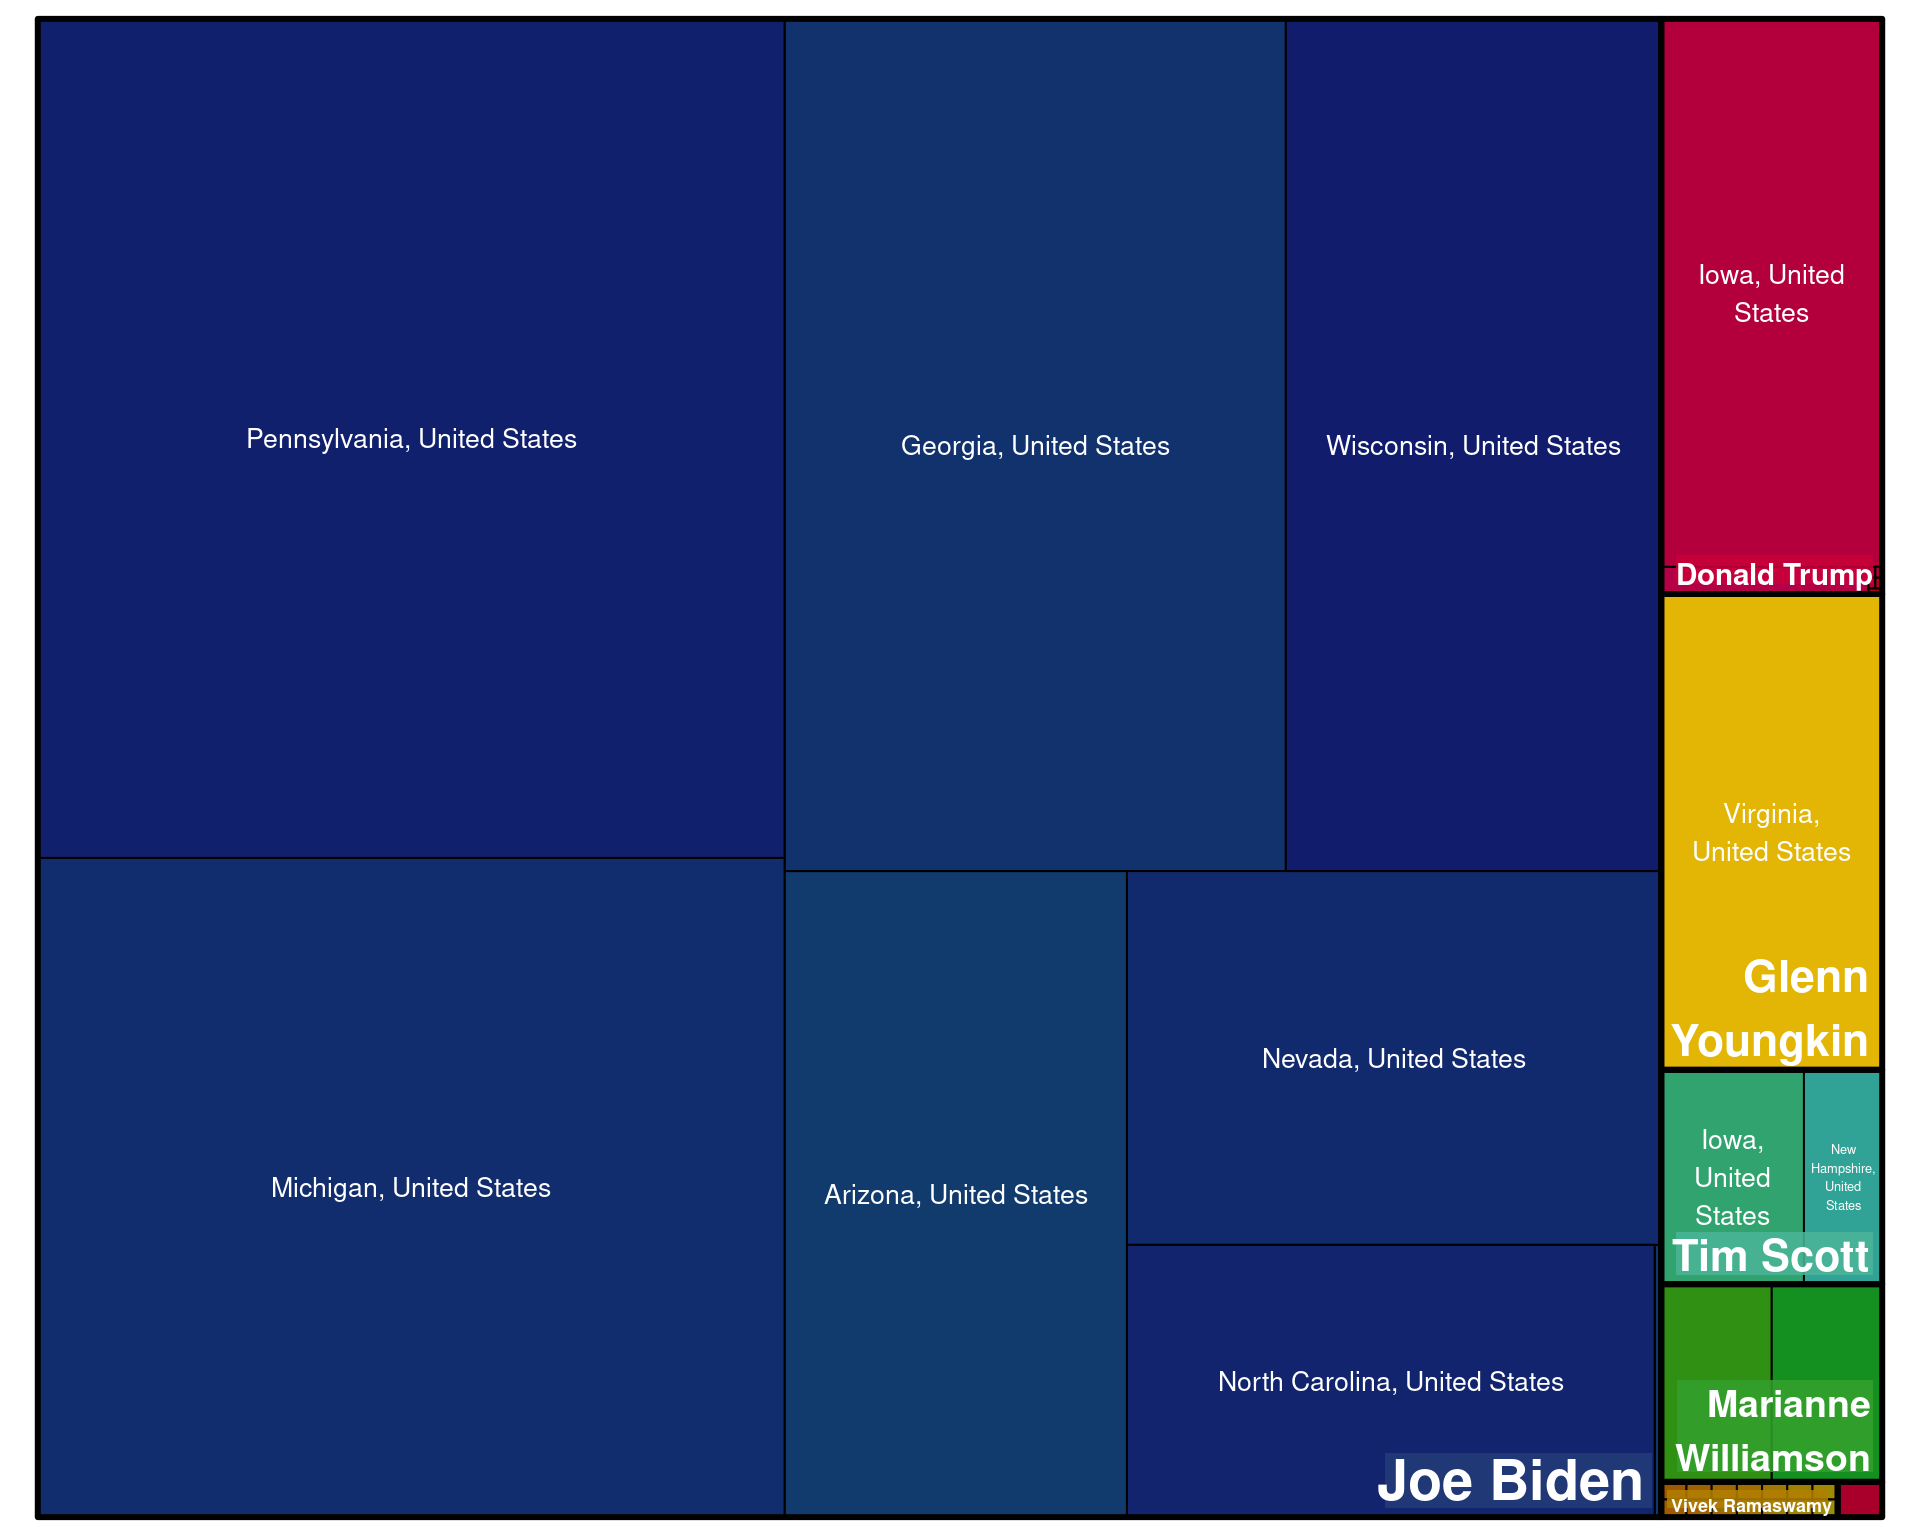 Pennsylvania, United States
Georgia, United States
Wisconsin, United States
Michigan, United States
Arizona, United States
Nevada, United States
North Carolina, United States
Joe Biden
Iowa, United
States
Donald Trump
Virginia,
United States
Glenn
Youngkin
Iowa,
United
States
New
Hampshire,
United
States
Tim Scott
Marianne
Williamson
Vivek Ramaswamy